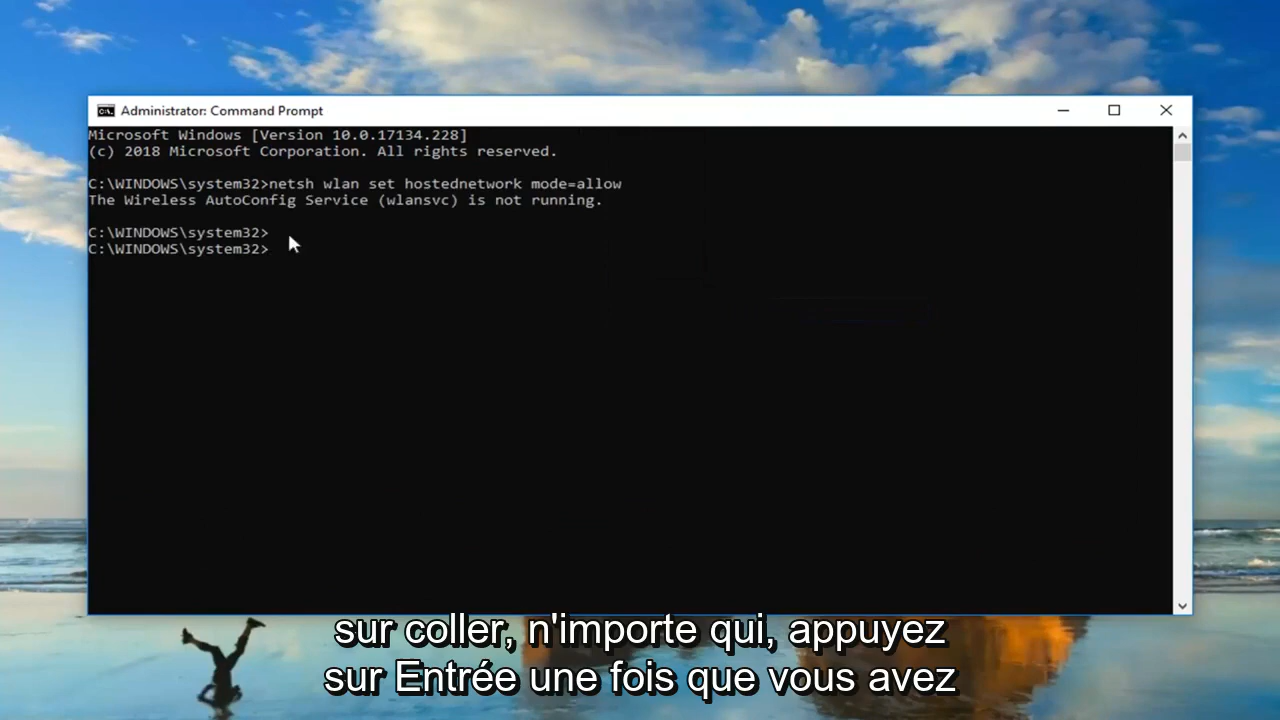 Administrator: Command Prompt
Microsoft Windows [Version 10.0.17134.228]
(c) 2018 Microsoft Corporation. All rights reserved.
C:\WINDOWS\system32>netsh wlan set hostednetwork mode=allow
The Wireless AutoConfig Service (wlansvc) is not running.
C:\WINDOWS\system32>
C:\WINDOWS\system32>
sur coller, n'importe qui, appuyez
sur Entrée une fois que vous avez